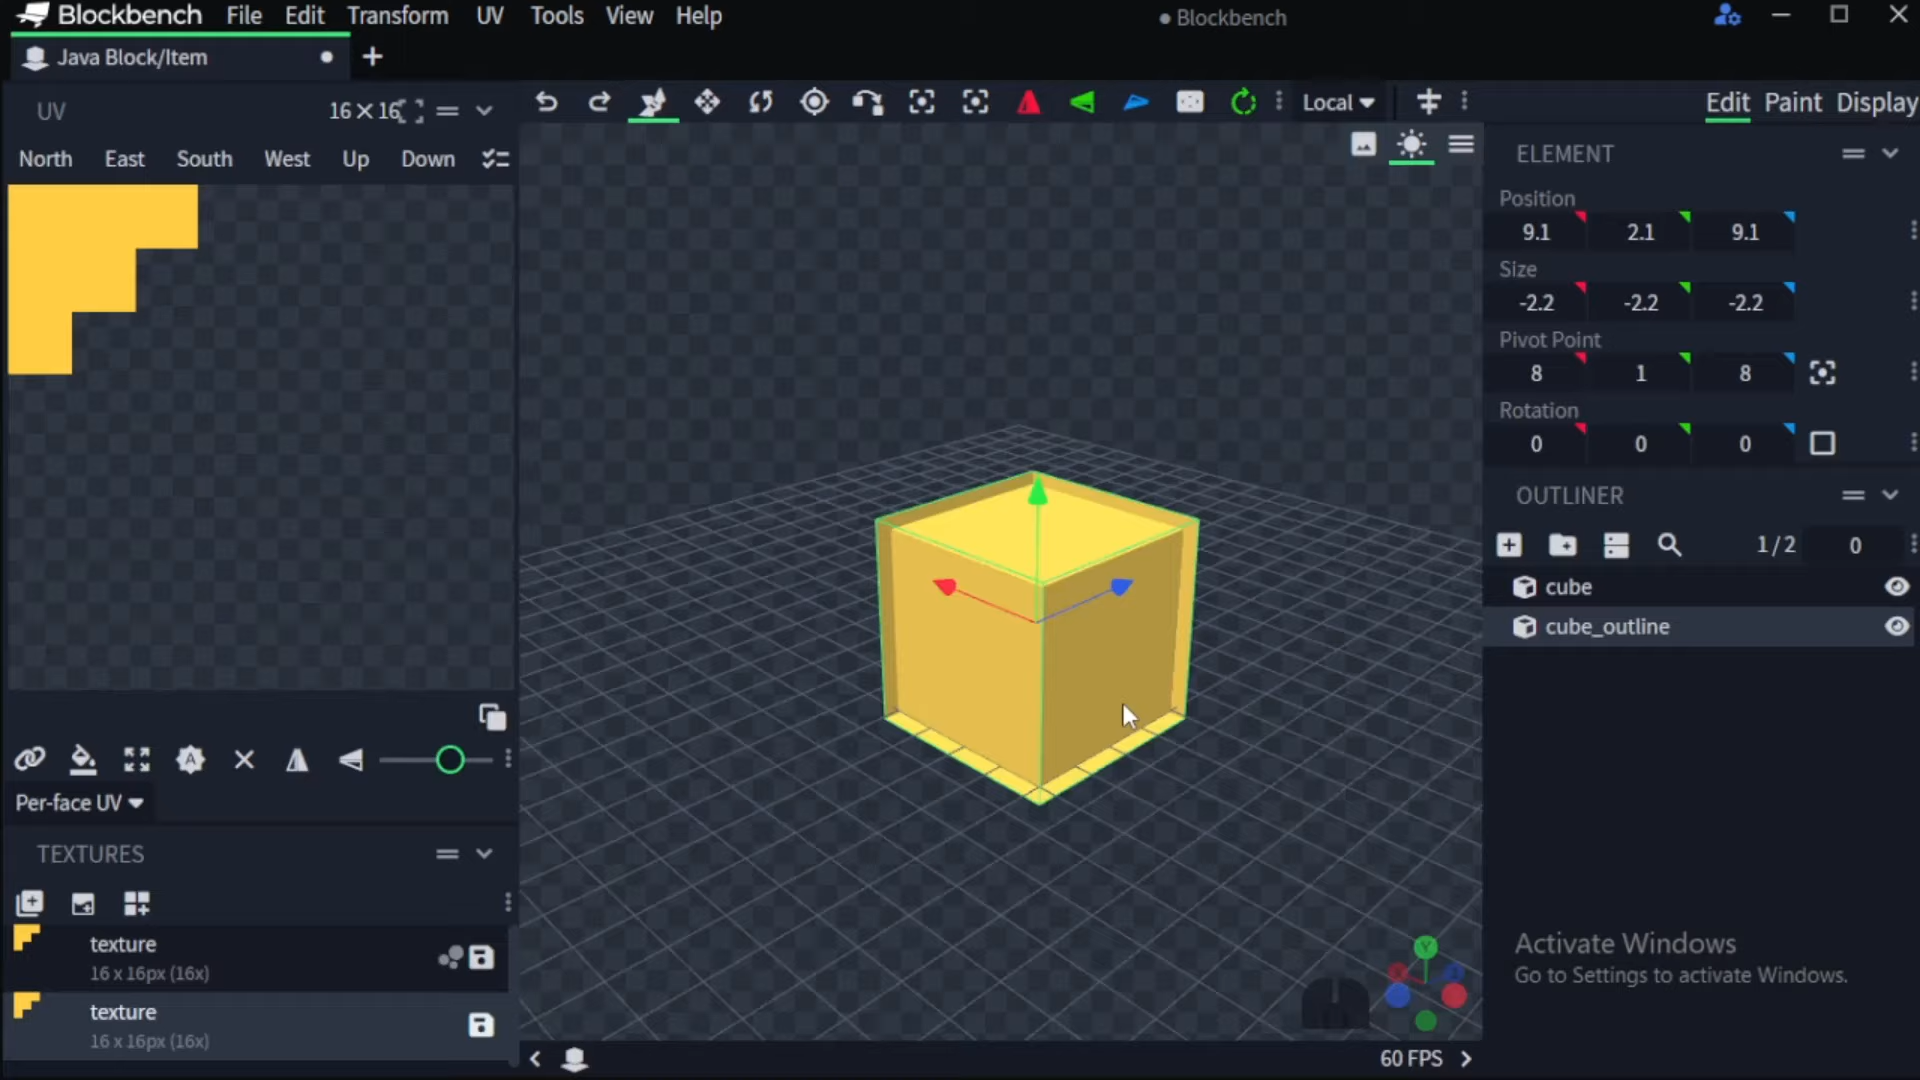 Blockbench File Edit Transform UV Tools View Help
Blockbench
Java Block/Item
UV 16×16
Local
Edit Paint Display
North East South West Up Down
ELEMENT
Position
9.1 2.1 9.1
Size
-2.2 -2.2 -2.2
Pivot Point
8 1 8
Rotation
0 0 0
OUTLINER
1/2 0
cube
cube_outline
Per-face UV
TEXTURES
texture
16 x 16px (16x)
texture
16 x 16px (16x)
Activate Windows
Go to Settings to activate Windows.
Y
60 FPS